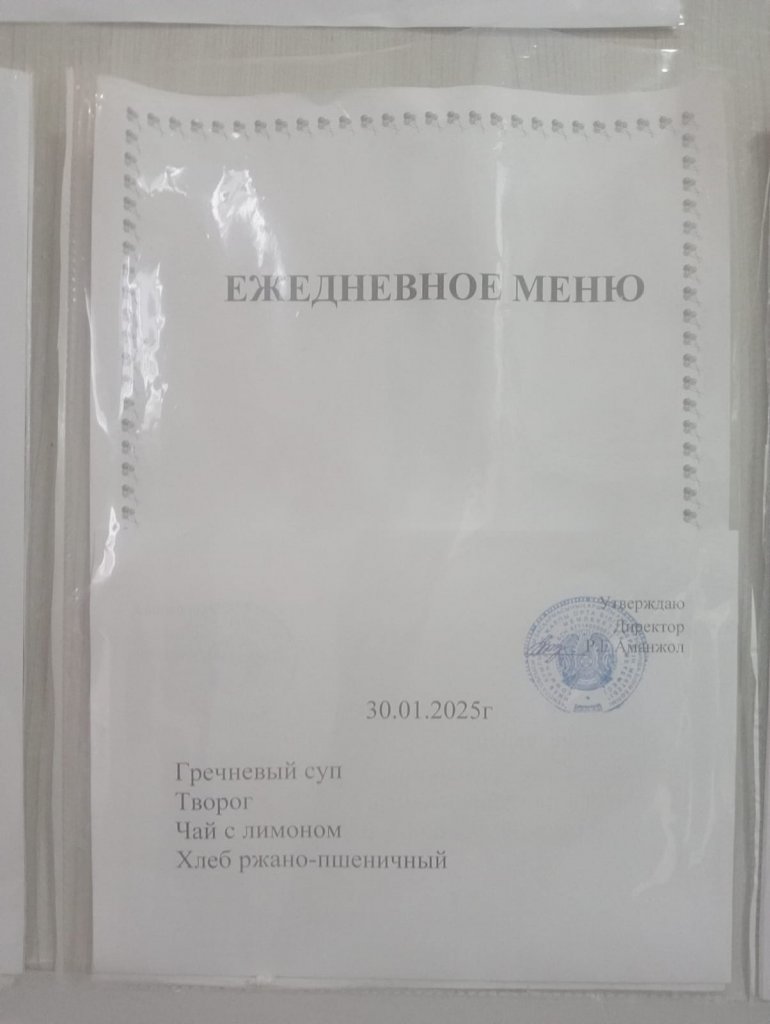 ЕЖЕДНЕВНОЕ МЕНЮ
Утверждаю
Директор
Аманжол
30.01.2025г
Гречневый суп
Творог
Чай с лимоном
Хлеб ржано-пшеничный